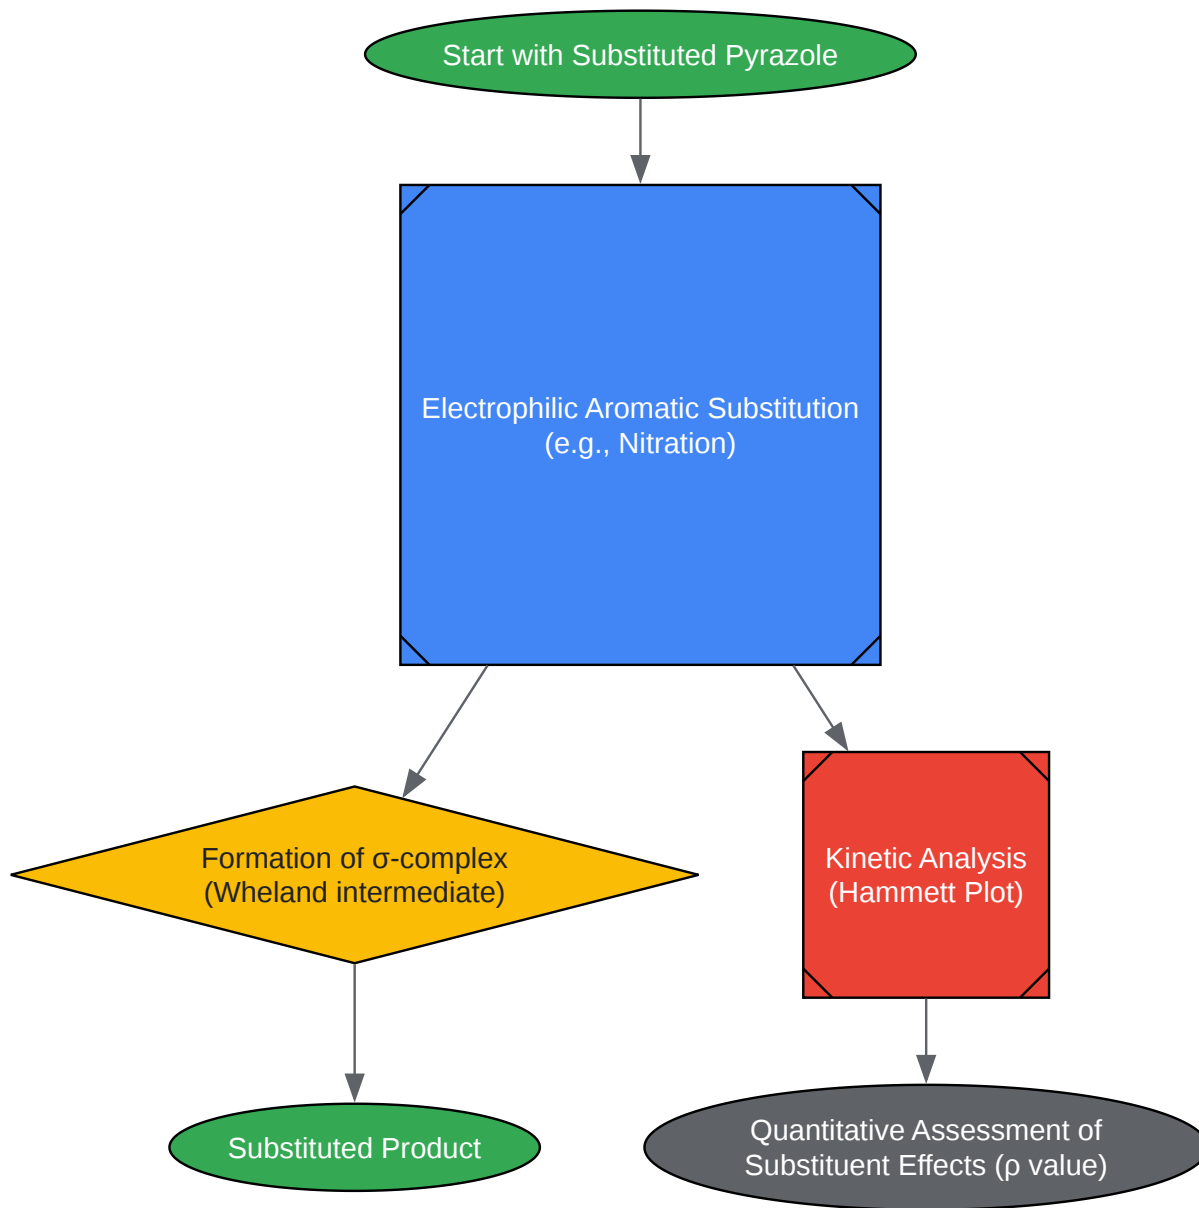 Start with Substituted Pyrazole
Electrophilic Aromatic Substitution
(e.g., Nitration)
Formation of σ-complex
(Wheland intermediate)
Kinetic Analysis
(Hammett Plot)
Substituted Product
Quantitative Assessment of
Substituent Effects (ρ value)